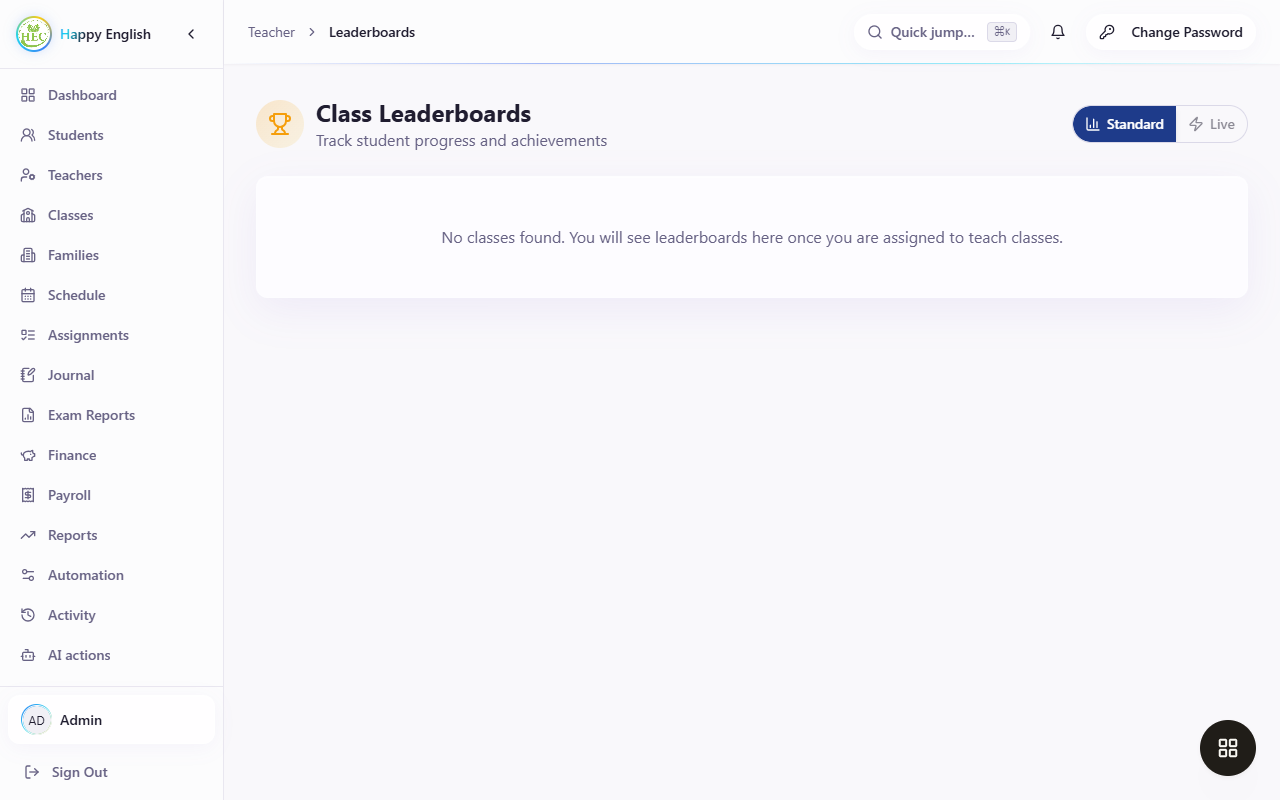 HEC
Happy English
Dashboard
Students
Teachers
Classes
Families
Schedule
Assignments
Journal
Exam Reports
Finance
Payroll
Reports
Automation
Activity
AI actions
AD
Admin
Sign Out
Teacher
Leaderboards
Quick jump...
⌘K
Change Password
Class Leaderboards
Track student progress and achievements
Standard
Live
No classes found. You will see leaderboards here once you are assigned to teach classes.